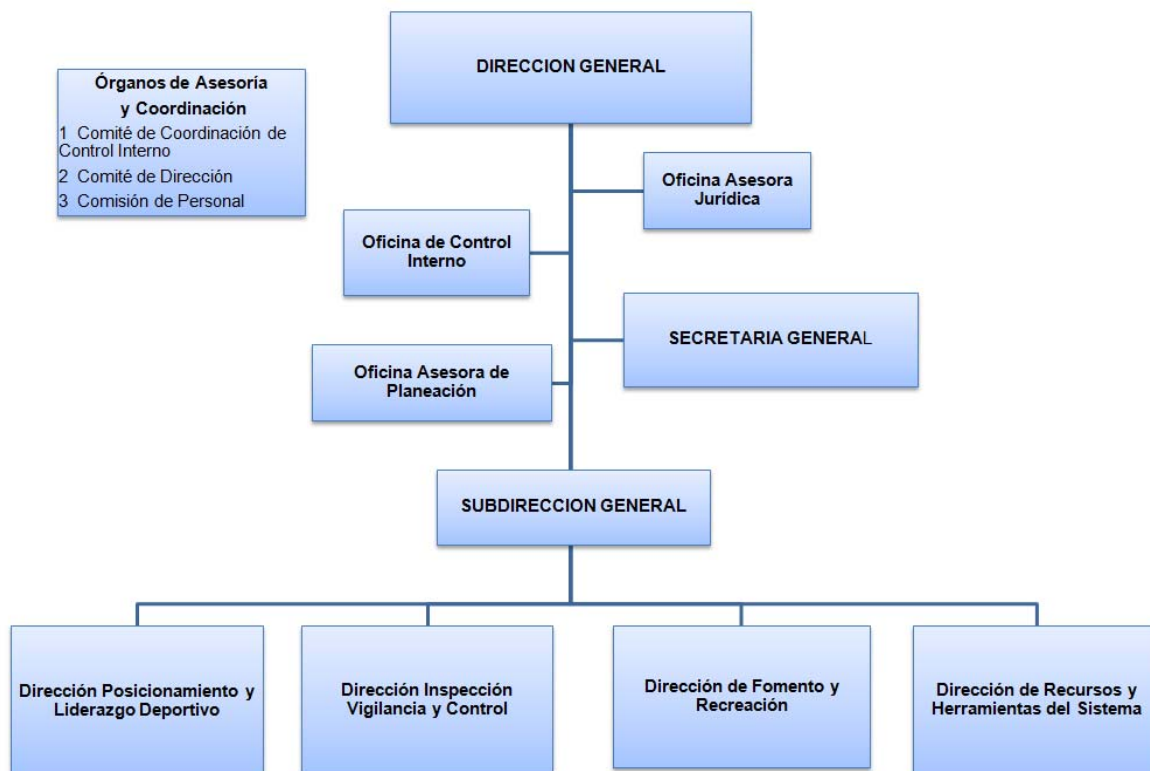 DIRECCION GENERAL
Órganos de Asesoría
y Coordinación
1 Comité de Coordinación de
Control Interno
2 Comité de Dirección
3 Comisión de Personal
Oficina Asesora
Jurídica
Oficina de Control
Interno
SECRETARIA GENERAL
Oficina Asesora de
Planeación
SUBDIRECCION GENERAL
Dirección Posicionamiento y
Liderazgo Deportivo
Dirección Inspección
Vigilancia y Control
Dirección de Fomento y
Recreación
Dirección de Recursos y
Herramientas del Sistema